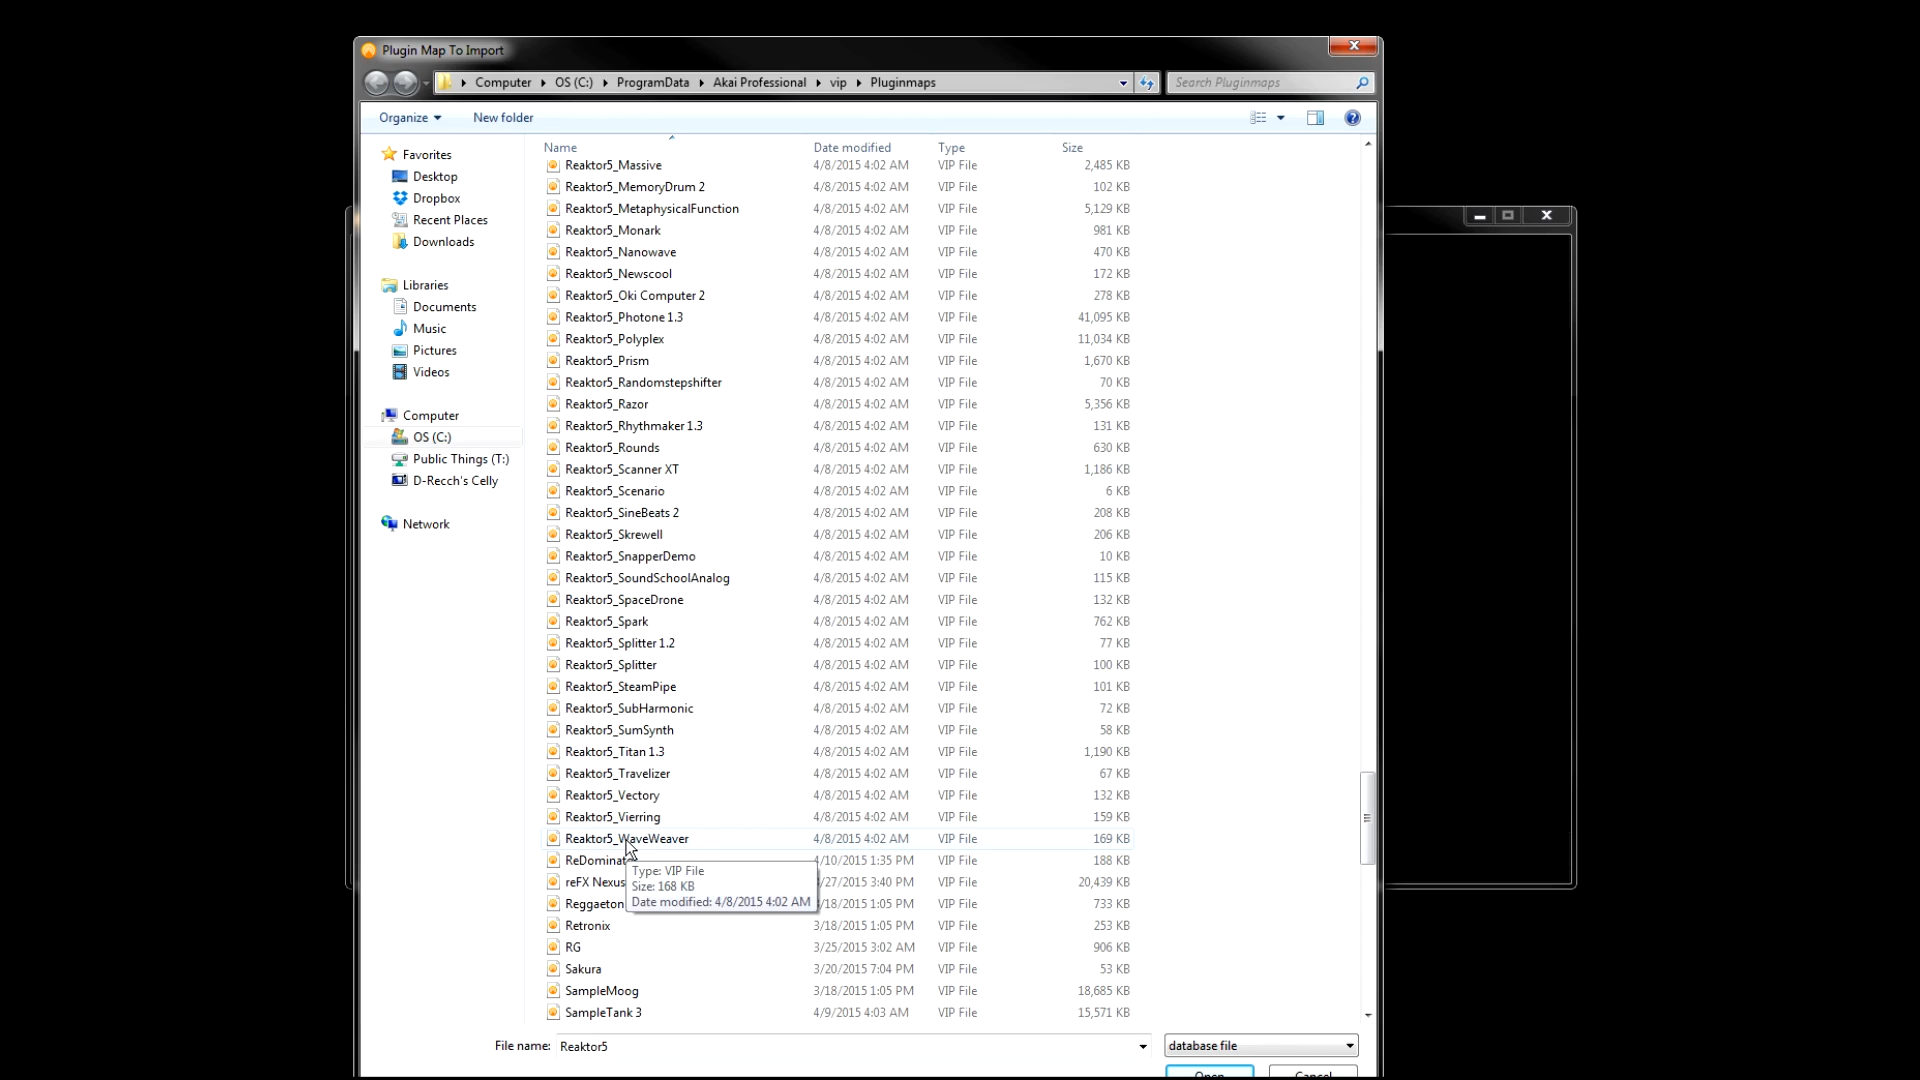 Plugin Map To Import
Computer OS (C:) ProgramData Akai Professional vip Pluginmaps Search Pluginmaps
Organize New folder
Name Date modified Type Size
Favorites
Desktop
Dropbox
Recent Places
Downloads
Libraries
Documents
Music
Pictures
Videos
Computer
OS (C:)
Public Things (T:)
D-Recch's Celly
Network
Reaktor5_Massive 4/8/2015 4:02 AM VIP File 2,485 KB
Reaktor5_MemoryDrum 2 4/8/2015 4:02 AM VIP File 102 KB
Reaktor5_MetaphysicalFunction 4/8/2015 4:02 AM VIP File 5,129 KB
Reaktor5_Monark 4/8/2015 4:02 AM VIP File 981 KB
Reaktor5_Nanowave 4/8/2015 4:02 AM VIP File 470 KB
Reaktor5_Newscool 4/8/2015 4:02 AM VIP File 172 KB
Reaktor5_Oki Computer 2 4/8/2015 4:02 AM VIP File 278 KB
Reaktor5_Photone 1.3 4/8/2015 4:02 AM VIP File 41,095 KB
Reaktor5_Polyplex 4/8/2015 4:02 AM VIP File 11,034 KB
Reaktor5_Prism 4/8/2015 4:02 AM VIP File 1,670 KB
Reaktor5_Randomstepshifter 4/8/2015 4:02 AM VIP File 70 KB
Reaktor5_Razor 4/8/2015 4:02 AM VIP File 5,356 KB
Reaktor5_Rhythmaker 1.3 4/8/2015 4:02 AM VIP File 131 KB
Reaktor5_Rounds 4/8/2015 4:02 AM VIP File 630 KB
Reaktor5_Scanner XT 4/8/2015 4:02 AM VIP File 1,186 KB
Reaktor5_Scenario 4/8/2015 4:02 AM VIP File 6 KB
Reaktor5_SineBeats 2 4/8/2015 4:02 AM VIP File 208 KB
Reaktor5_Skrewell 4/8/2015 4:02 AM VIP File 206 KB
Reaktor5_SnapperDemo 4/8/2015 4:02 AM VIP File 10 KB
Reaktor5_SoundSchoolAnalog 4/8/2015 4:02 AM VIP File 115 KB
Reaktor5_SpaceDrone 4/8/2015 4:02 AM VIP File 132 KB
Reaktor5_Spark 4/8/2015 4:02 AM VIP File 762 KB
Reaktor5_Splitter 1.2 4/8/2015 4:02 AM VIP File 77 KB
Reaktor5_Splitter 4/8/2015 4:02 AM VIP File 100 KB
Reaktor5_SteamPipe 4/8/2015 4:02 AM VIP File 101 KB
Reaktor5_SubHarmonic 4/8/2015 4:02 AM VIP File 72 KB
Reaktor5_SumSynth 4/8/2015 4:02 AM VIP File 58 KB
Reaktor5_Titan 1.3 4/8/2015 4:02 AM VIP File 1,190 KB
Reaktor5_Travelizer 4/8/2015 4:02 AM VIP File 67 KB
Reaktor5_Vectory 4/8/2015 4:02 AM VIP File 132 KB
Reaktor5_Vierring 4/8/2015 4:02 AM VIP File 159 KB
Reaktor5_WaveWeaver 4/8/2015 4:02 AM VIP File 169 KB
ReDominat 4/10/2015 1:35 PM VIP File 188 KB
reFX Nexus /27/2015 3:40 PM VIP File 20,439 KB
Reggaeton /18/2015 1:05 PM VIP File 733 KB
Type: VIP File
Size: 168 KB
Date modified: 4/8/2015 4:02 AM
Retronix 3/18/2015 1:05 PM VIP File 253 KB
RG 3/25/2015 3:02 AM VIP File 906 KB
Sakura 3/20/2015 7:04 PM VIP File 53 KB
SampleMoog 3/18/2015 1:05 PM VIP File 18,685 KB
SampleTank 3 4/9/2015 4:03 AM VIP File 15,571 KB
File name: Reaktor5 database file
Open Cancel